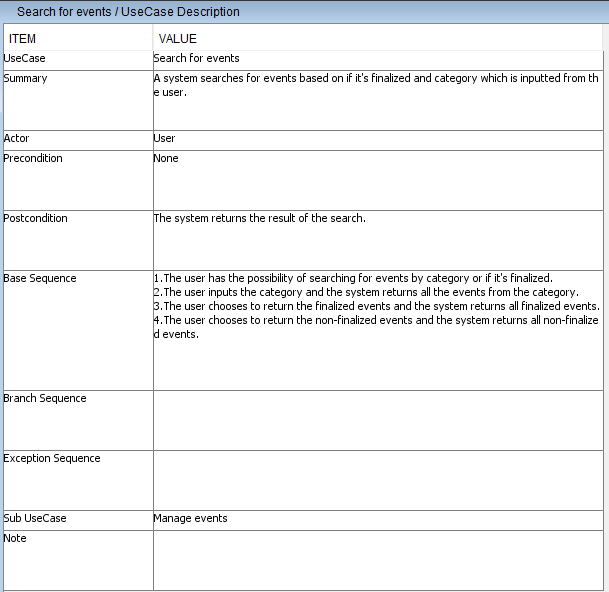 Search for events / UseCase Description
ITEM VALUE
UseCase Search for events
Summary A system searches for events based on if it's finalized and category which is inputted from th
e user.
Actor User
Precondition None
Postcondition The system returns the result of the search.
Base Sequence 1.The user has the possibility of searching for events by category or if it's finalized.
2.The user inputs the category and the system returns all the events from the category.
3.The user chooses to return the finalized events and the system returns all finalized events.
4.The user chooses to return the non-finalized events and the system returns all non-finalize
d events.
Branch Sequence
Exception Sequence
Sub UseCase Manage events
Note